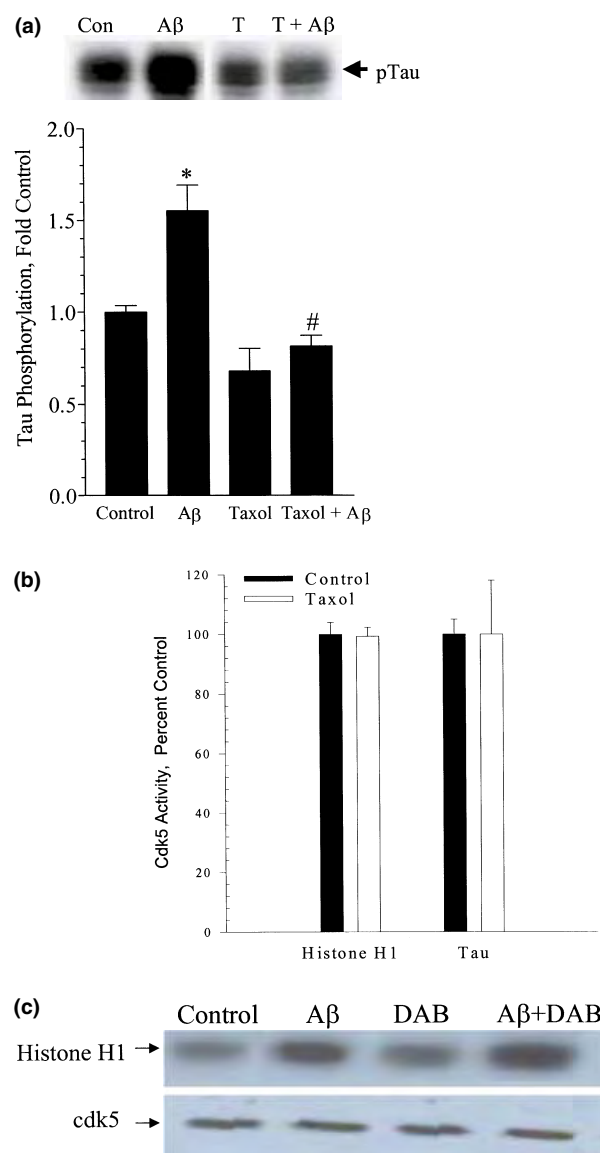 (a)
Con Aβ T T + Aβ
pTau
2.0
1.5
1.0
0.5
0.0
Tau Phosphorylation, Fold Control
*
#
Control Aβ Taxol Taxol + Aβ
(b)
120
100
80
60
40
20
0
Cdk5 Activity, Percent Control
Control
Taxol
Histone H1 Tau
(c)
Control Aβ DAB Aβ+DAB
Histone H1
cdk5